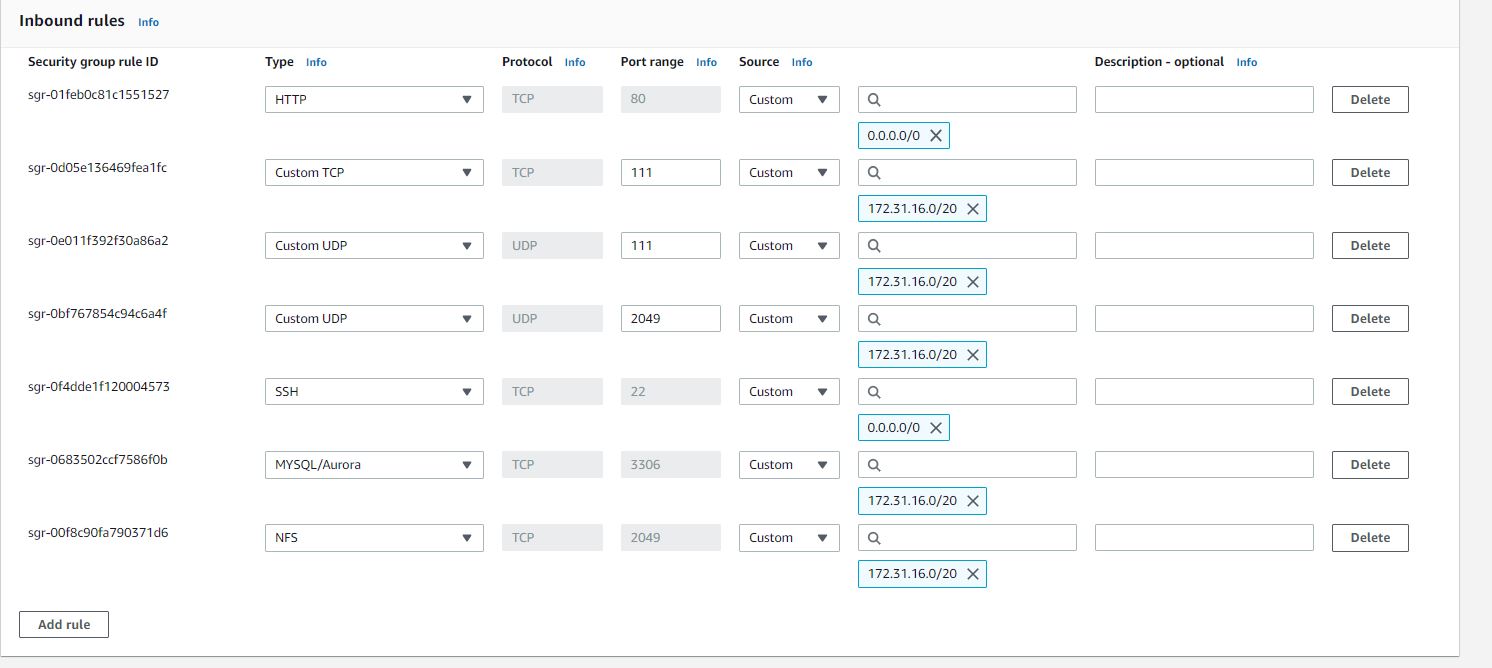 Inbound rules Info
Security group rule ID Type Info Protocol Info Port range Info Source Info Description - optional Info
sgr-01feb0c81c1551527 HTTP TCP 80 Custom Delete
0.0.0.0/0
sgr-0d05e136469fea1fc Custom TCP TCP 111 Custom Delete
172.31.16.0/20
sgr-0e011f392f30a86a2 Custom UDP UDP 111 Custom Delete
172.31.16.0/20
sgr-0bf767854c94c6a4f Custom UDP UDP 2049 Custom Delete
172.31.16.0/20
sgr-0f4dde1f120004573 SSH TCP 22 Custom Delete
0.0.0.0/0
sgr-0683502ccf7586f0b MYSQL/Aurora TCP 3306 Custom Delete
172.31.16.0/20
sgr-00f8c90fa790371d6 NFS TCP 2049 Custom Delete
172.31.16.0/20
Add rule